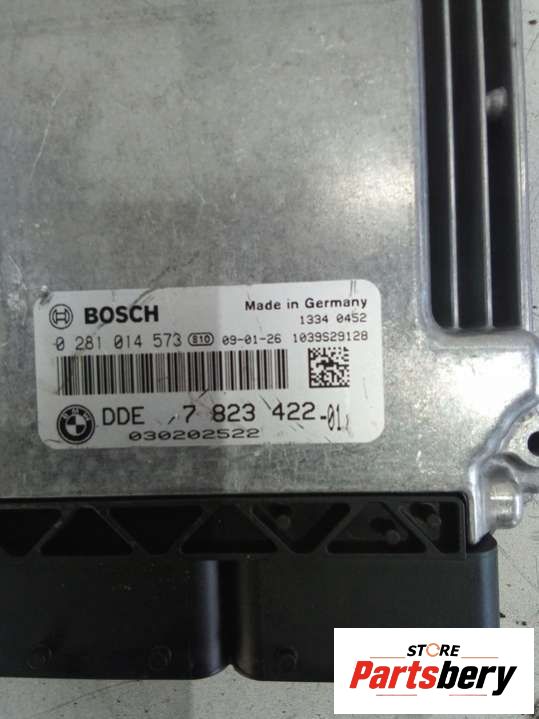 BOSCH
Made in Germany
1334 0452
0 281 014 573 810 09-01-26 1039S29128
DDE 7 823 422-01
030202522
STORE
Partsbery